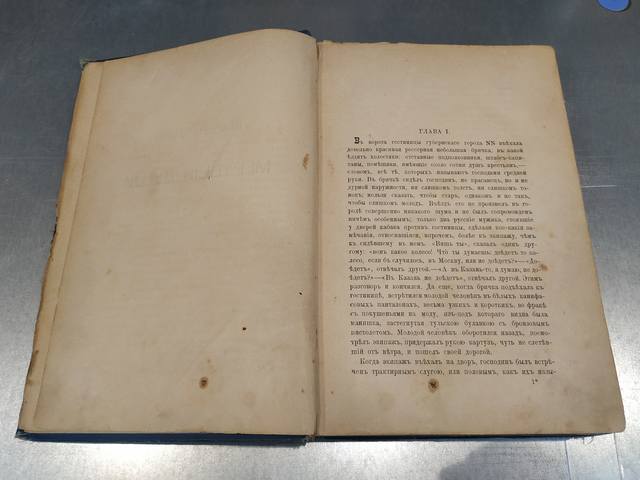 ГЛАВА I.
Въ ворота гостиницы губернскаго города NN въѣхала
довольно красивая рессорная небольшая бричка, въ какой
ѣздятъ холостяки: отставные подполковники, штабсъ-капи-
таны, помѣщики, имѣющіе около сотни душъ крестьянъ,—
словомъ, всѣ тѣ, которыхъ называютъ господами средней
руки. Въ бричкѣ сидѣлъ господинъ, не красавецъ, но и не
дурной наружности, ни слишкомъ толстъ, ни слишкомъ то-
нокъ; нельзя сказать, чтобы старъ, однакожъ и не такъ,
чтобы слишкомъ молодъ. Въѣздъ его не произвелъ въ го-
родѣ совершенно никакого шума и не былъ сопровожденъ
ничѣмъ особеннымъ; только два русскіе мужика, стоявшіе
у дверей кабака противъ гостиницы, сдѣлали кое-какія за-
мѣчанія, относившіяся, впрочемъ, болѣе къ экипажу, чѣмъ
къ сидѣвшему въ немъ. «Вишь ты», сказалъ одинъ дру-
гому: «вонъ какое колесо! Что ты думаешь: доѣдетъ то ко-
лесо, если бъ случилось, въ Москву, или не доѣдетъ?»—«До-
ѣдетъ», отвѣчалъ другой.—«А въ Казань-то, я думаю, не до-
ѣдетъ?»—«Въ Казань не доѣдетъ», отвѣчалъ другой. Этимъ
разговоръ и кончился. Да еще, когда бричка подъѣхала къ
гостиницѣ, встрѣтился молодой человѣкъ въ бѣлыхъ канифа-
совыхъ панталонахъ, весьма узкихъ и короткихъ, во фракѣ
съ покушеньями на моду, изъ-подъ котораго видна была
манишка, застегнутая тульскою булавкою съ бронзовымъ
пистолетомъ. Молодой человѣкъ оборотился назадъ, посмо-
трѣлъ экипажъ, придержалъ рукою картузъ, чуть не слетѣв-
шій отъ вѣтра, и пошелъ своей дорогой.
Когда экипажъ въѣхалъ на дворъ, господинъ былъ встрѣ-
ченъ трактирнымъ слугою, или половымъ, какъ ихъ назы-
1*